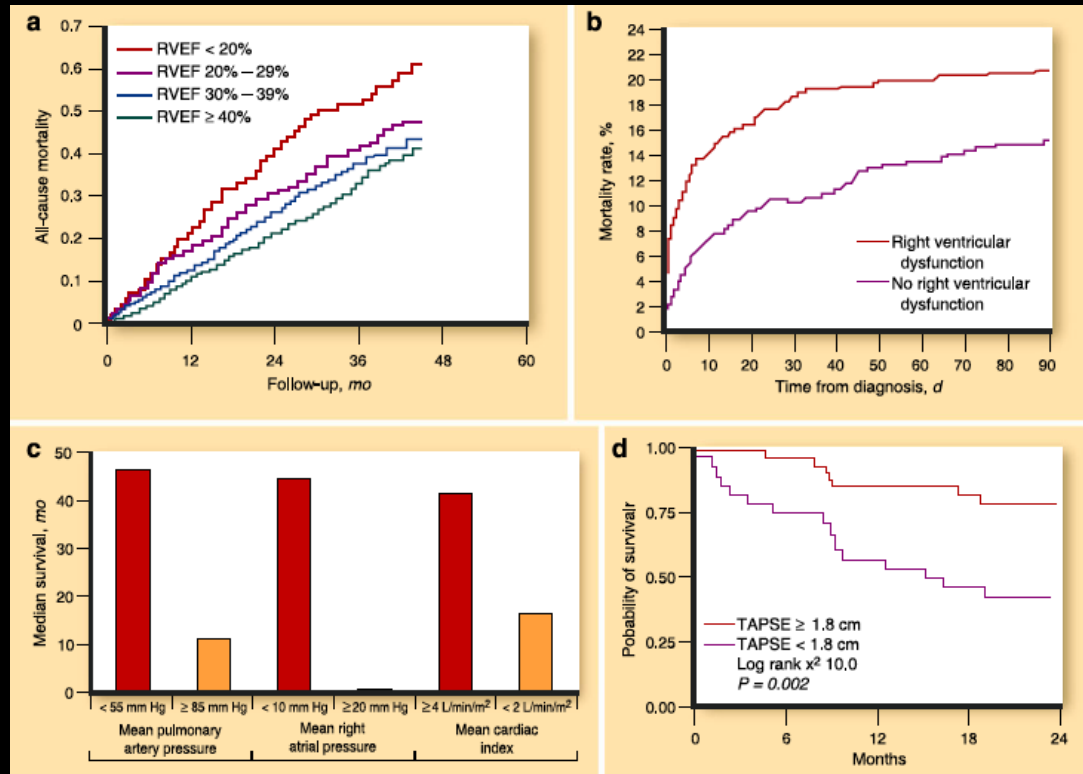 a
0.7
0.6
0.5
0.4
0.3
0.2
0.1
0
All-cause mortality
RVEF < 20%
RVEF 20%–29%
RVEF 30%–39%
RVEF ≥ 40%
0 12 24 36 48 60
Follow-up, mo
b
24
22
20
18
16
14
12
10
8
6
4
2
0
Mortality rate, %
Right ventricular
dysfunction
No right ventricular
dysfunction
0 10 20 30 40 50 60 70 80 90
Time from diagnosis, d
c
50
40
30
20
10
0
Median survival, mo
< 55 mm Hg ≥ 85 mm Hg < 10 mm Hg ≥20 mm Hg ≥4 L/min/m² < 2 L/min/m²
Mean pulmonary
artery pressure
Mean right
atrial pressure
Mean cardiac
index
d
1.00
0.75
0.50
0.25
0.00
Pobability of survivalr
TAPSE ≥ 1.8 cm
TAPSE < 1.8 cm
Log rank x² 10.0
P = 0.002
0 6 12 18 24
Months